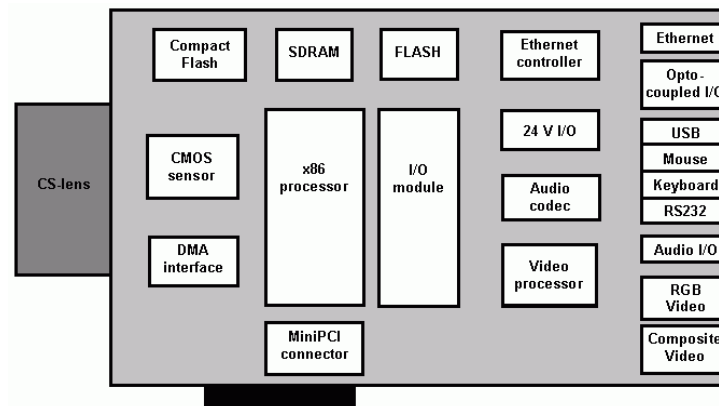 Compact
Flash
SDRAM
FLASH
Ethernet
controller
Ethernet
Opto-
coupled I/O
CS-lens
CMOS
sensor
x86
processor
I/O
module
24 V I/O
USB
Mouse
Keyboard
RS232
Audio
codec
DMA
interface
Video
processor
Audio I/O
RGB
Video
MiniPCI
connector
Composite
Video